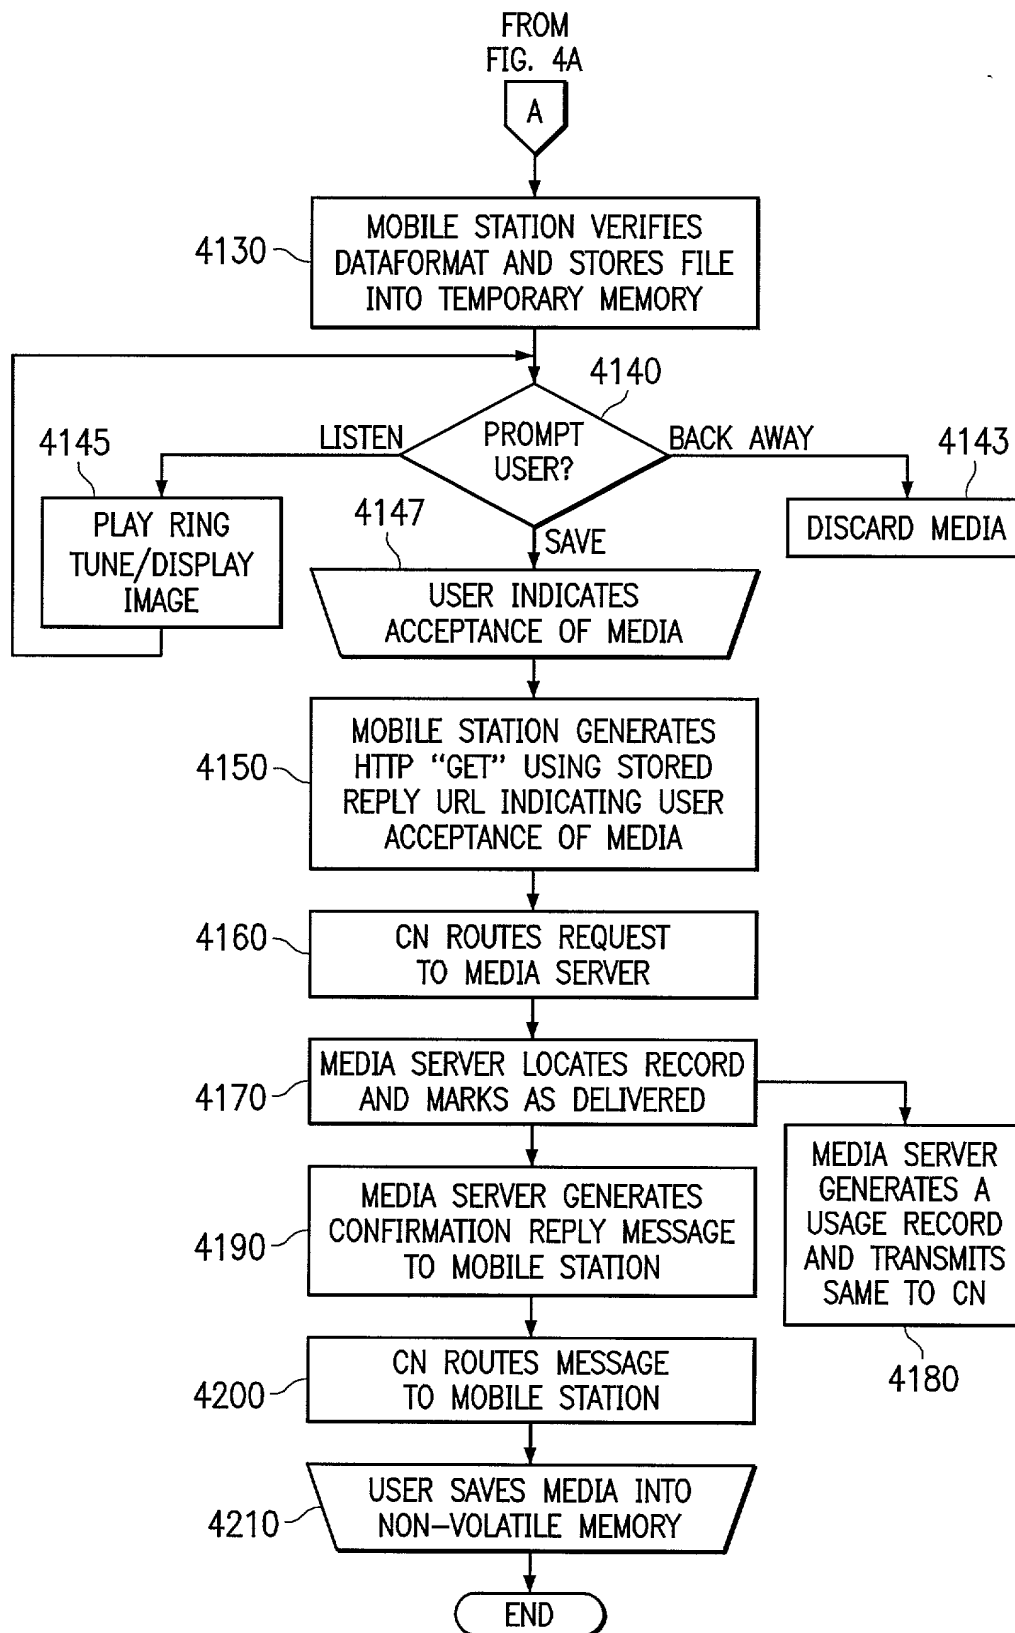 FROM
FIG. 4A
A
4130
MOBILE STATION VERIFIES
DATAFORMAT AND STORES FILE
INTO TEMPORARY MEMORY
4140
PROMPT
USER?
LISTEN
BACK AWAY
SAVE
4145
PLAY RING
TUNE/DISPLAY
IMAGE
4143
DISCARD MEDIA
4147
USER INDICATES
ACCEPTANCE OF MEDIA
4150
MOBILE STATION GENERATES
HTTP “GET” USING STORED
REPLY URL INDICATING USER
ACCEPTANCE OF MEDIA
4160
CN ROUTES REQUEST
TO MEDIA SERVER
4170
MEDIA SERVER LOCATES RECORD
AND MARKS AS DELIVERED
MEDIA SERVER
GENERATES A
USAGE RECORD
AND TRANSMITS
SAME TO CN
4180
4190
MEDIA SERVER GENERATES
CONFIRMATION REPLY MESSAGE
TO MOBILE STATION
4200
CN ROUTES MESSAGE
TO MOBILE STATION
4210
USER SAVES MEDIA INTO
NON-VOLATILE MEMORY
END